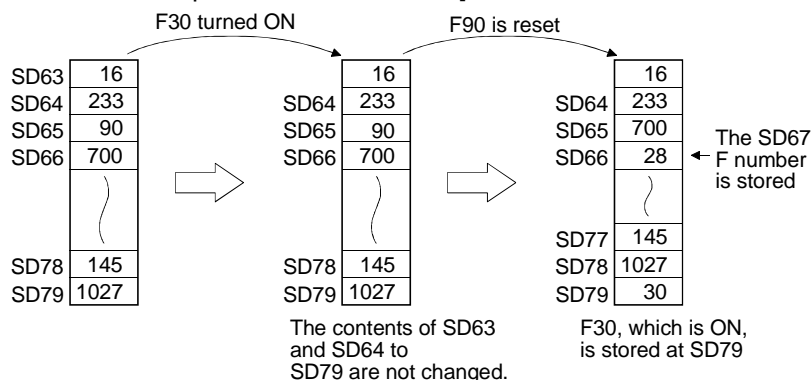 F30 turned ON
F90 is reset
SD63 16
SD64 233
SD65 90
SD66 700
SD78 145
SD79 1027
16
SD64 233
SD65 90
SD66 700
SD78 145
SD79 1027
The contents of SD63
and SD64 to
SD79 are not changed.
16
SD64 233
SD65 700
SD66 28
SD77 145
SD78 1027
SD79 30
The SD67
F number
is stored
F30, which is ON,
is stored at SD79